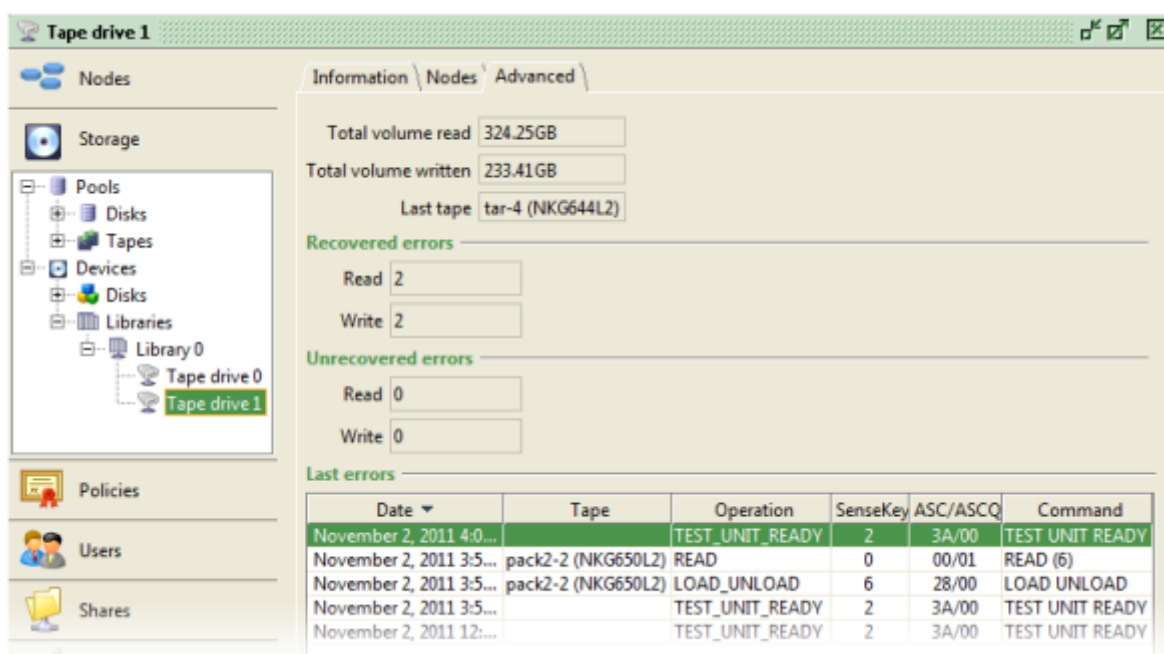 Tape drive 1
Nodes
Storage
Pools
Disks
Tapes
Devices
Disks
Libraries
Library 0
Tape drive 0
Tape drive 1
Policies
Users
Shares
Information Nodes Advanced
Total volume read 324.25GB
Total volume written 233.41GB
Last tape tar-4 (NKG644L2)
Recovered errors
Read 2
Write 2
Unrecovered errors
Read 0
Write 0
Last errors
Date Tape Operation SenseKey ASC/ASCQ Command
November 2, 2011 4:0... TEST_UNIT_READY 2 3A/00 TEST UNIT READY
November 2, 2011 3:5... pack2-2 (NKG650L2) READ 0 00/01 READ (6)
November 2, 2011 3:5... pack2-2 (NKG650L2) LOAD_UNLOAD 6 28/00 LOAD UNLOAD
November 2, 2011 3:5... TEST_UNIT_READY 2 3A/00 TEST UNIT READY
November 2, 2011 12:... TEST_UNIT_READY 2 3A/00 TEST UNIT READY